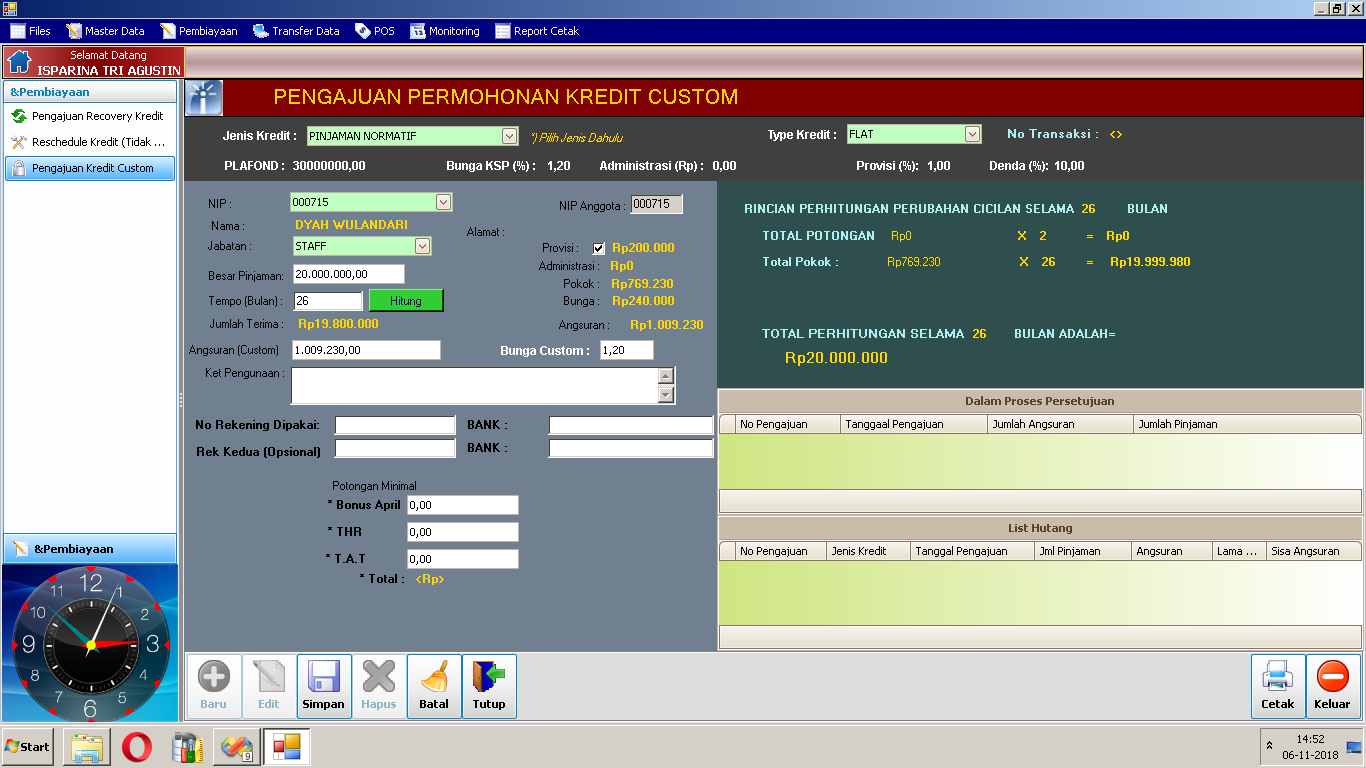 Files Master Data Pembiayaan Transfer Data POS Monitoring Report Cetak
Selamat Datang
ISPARINA TRI AGUSTIN
&Pembiayaan
Pengajuan Recovery Kredit
Reschedule Kredit (Tidak ...
Pengajuan Kredit Custom
&Pembiayaan
12
1
2
3
4
5
6
7
8
9
10
11
PENGAJUAN PERMOHONAN KREDIT CUSTOM
Jenis Kredit : PINJAMAN NORMATIF *) Pilih Jenis Dahulu Type Kredit : FLAT No Transaksi : <>
PLAFOND : 30000000,00 Bunga KSP (%) : 1,20 Administrasi (Rp) : 0,00 Provisi (%): 1,00 Denda (%): 10,00
NIP : 000715 NIP Anggota : 000715
Nama : DYAH WULANDARI Alamat :
Jabatan : STAFF Provisi : Rp200.000
Administrasi : Rp0
Besar Pinjaman: 20.000.000,00 Pokok : Rp769.230
Tempo (Bulan) : 26 Hitung Bunga : Rp240.000
Jumlah Terima : Rp19.800.000 Angsuran : Rp1.009.230
Angsuran (Custom) 1.009.230,00 Bunga Custom : 1,20
Ket Pengunaan :
No Rekening Dipakai: BANK :
Rek Kedua (Opsional) BANK :
Potongan Minimal
* Bonus April 0,00
* THR 0,00
* T.A.T 0,00
* Total : <Rp>
RINCIAN PERHITUNGAN PERUBAHAN CICILAN SELAMA 26 BULAN
TOTAL POTONGAN Rp0 X 2 = Rp0
Total Pokok : Rp769.230 X 26 = Rp19.999.980
TOTAL PERHITUNGAN SELAMA 26 BULAN ADALAH=
Rp20.000.000
Dalam Proses Persetujuan
No Pengajuan Tanggaal Pengajuan Jumlah Angsuran Jumlah Pinjaman
List Hutang
No Pengajuan Jenis Kredit Tanggal Pengajuan Jml Pinjaman Angsuran Lama ... Sisa Angsuran
Baru Edit Simpan Hapus Batal Tutup Cetak Keluar
Start 9 14:52
06-11-2018